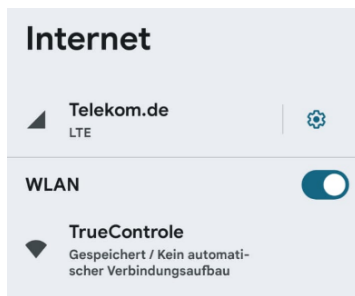 Internet
Telekom.de
LTE
WLAN
TrueControle
Gespeichert / Kein automati-
scher Verbindungsaufbau